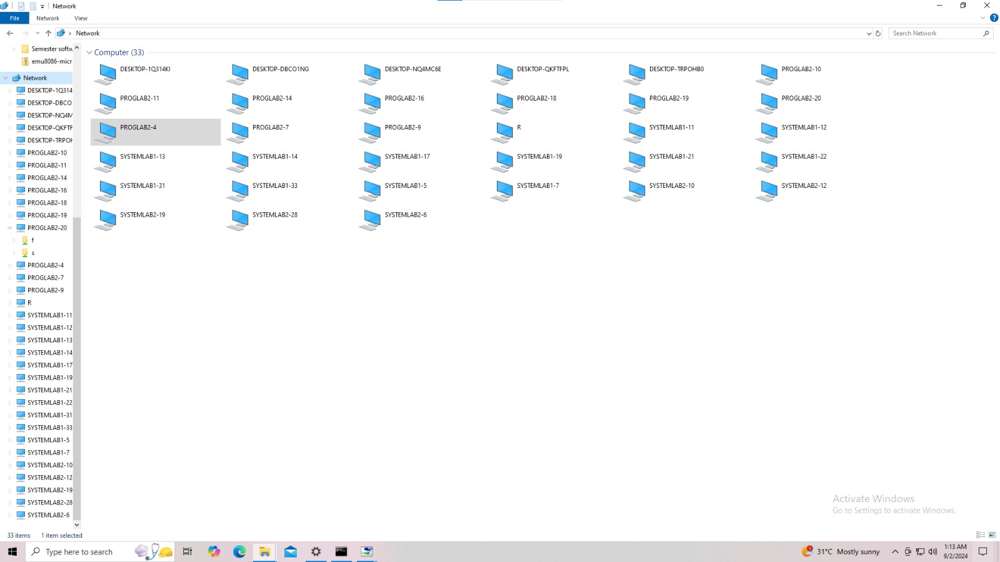 Network
File Network View
Network
Search Network
Semester softw
emu8086-micr
Network
DESKTOP-1Q314
DESKTOP-DBCO
DESKTOP-NQ4M
DESKTOP-QKFTF
DESKTOP-TRPOH
PROGLAB2-10
PROGLAB2-11
PROGLAB2-14
PROGLAB2-16
PROGLAB2-18
PROGLAB2-19
PROGLAB2-20
f
s
PROGLAB2-4
PROGLAB2-7
PROGLAB2-9
R
SYSTEMLAB1-11
SYSTEMLAB1-12
SYSTEMLAB1-13
SYSTEMLAB1-14
SYSTEMLAB1-17
SYSTEMLAB1-19
SYSTEMLAB1-21
SYSTEMLAB1-22
SYSTEMLAB1-31
SYSTEMLAB1-33
SYSTEMLAB1-5
SYSTEMLAB1-7
SYSTEMLAB2-10
SYSTEMLAB2-12
SYSTEMLAB2-19
SYSTEMLAB2-28
SYSTEMLAB2-6
Computer (33)
DESKTOP-1Q314KI DESKTOP-DBCO1NG DESKTOP-NQ4MC6E DESKTOP-QKFTFPL DESKTOP-TRPOHB0 PROGLAB2-10
PROGLAB2-11 PROGLAB2-14 PROGLAB2-16 PROGLAB2-18 PROGLAB2-19 PROGLAB2-20
PROGLAB2-4 PROGLAB2-7 PROGLAB2-9 R SYSTEMLAB1-11 SYSTEMLAB1-12
SYSTEMLAB1-13 SYSTEMLAB1-14 SYSTEMLAB1-17 SYSTEMLAB1-19 SYSTEMLAB1-21 SYSTEMLAB1-22
SYSTEMLAB1-31 SYSTEMLAB1-33 SYSTEMLAB1-5 SYSTEMLAB1-7 SYSTEMLAB2-10 SYSTEMLAB2-12
SYSTEMLAB2-19 SYSTEMLAB2-28 SYSTEMLAB2-6
Activate Windows
Go to Settings to activate Windows.
33 items 1 item selected
Type here to search
1
31°C Mostly sunny
1:13 AM
9/2/2024